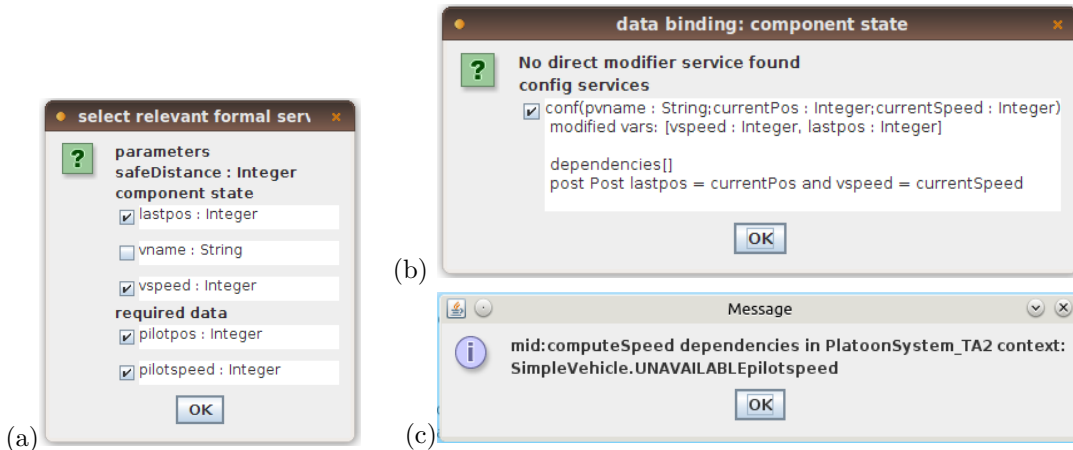 select relevant formal serv
parameters
safeDistance : Integer
component state
lastpos : Integer
vname : String
vspeed : Integer
required data
pilotpos : Integer
pilotspeed : Integer
OK
(a)
data binding: component state
No direct modifier service found
config services
conf(pvname : String;currentPos : Integer;currentSpeed : Integer)
modified vars: [vspeed : Integer, lastpos : Integer]
dependencies[]
post Post lastpos = currentPos and vspeed = currentSpeed
OK
(b)
Message
mid:computeSpeed dependencies in PlatoonSystem_TA2 context:
SimpleVehicle.UNAVAILABLEpilotspeed
OK
(c)